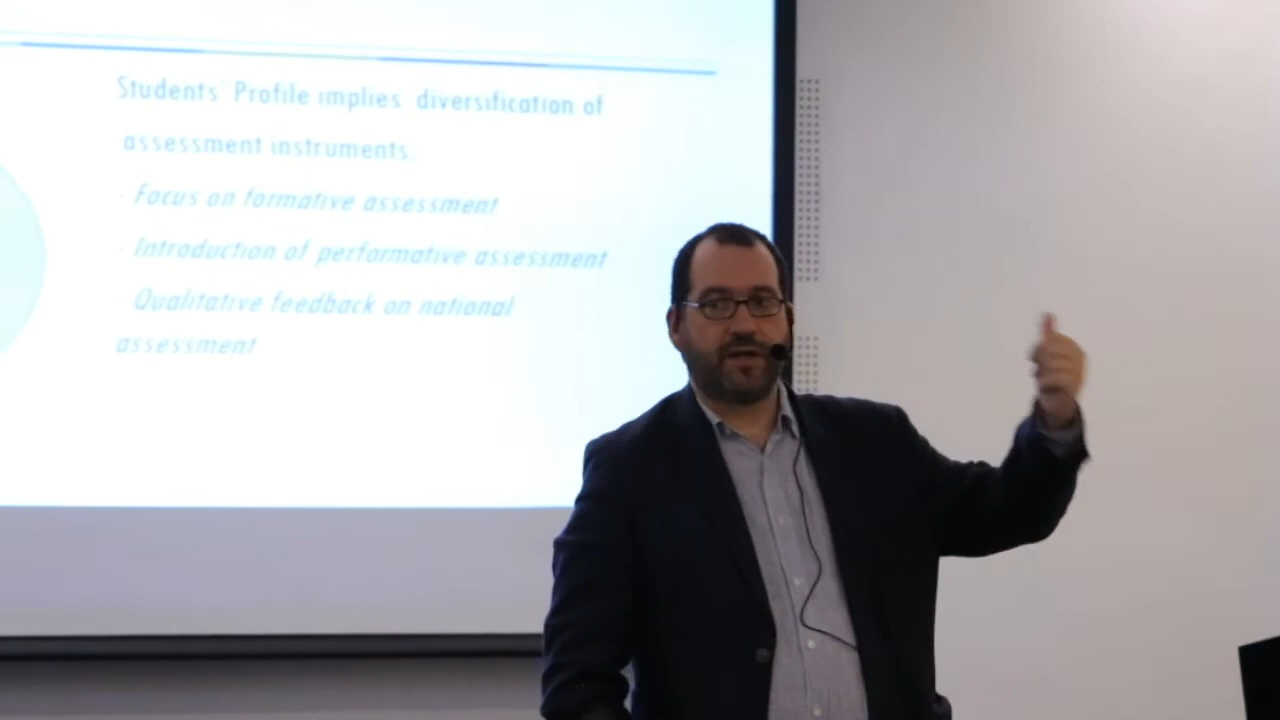 Students´ Profile implies diversification of
assessment instruments:
- Focus on formative assessment
- Introduction of performative assessment
- Qualitative feedback on national
assessment